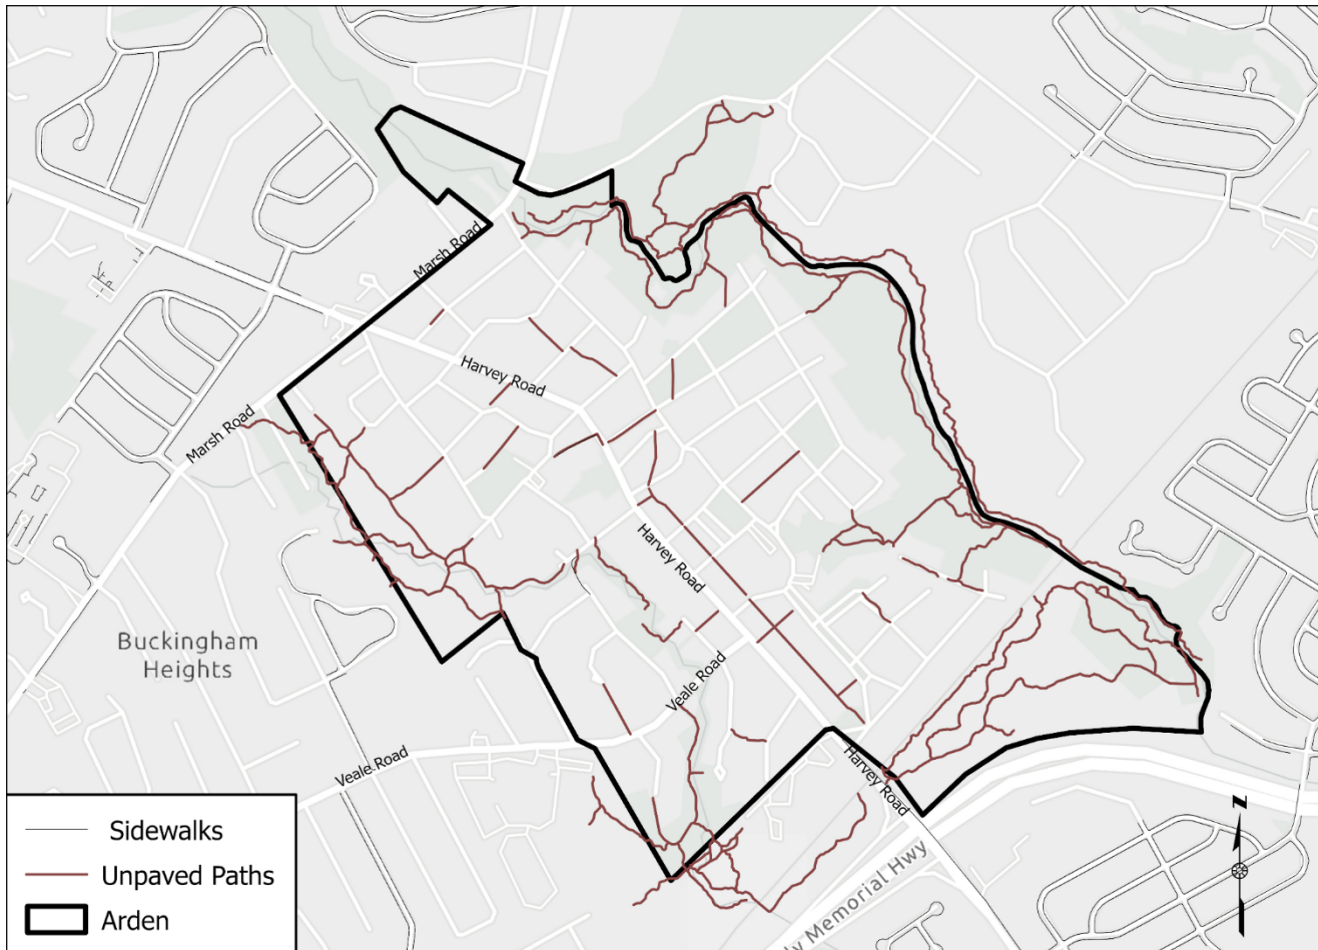 Marsh Road
Harvey Road
Marsh Road
Harvey Road
Buckingham
Heights
Veale Road
Veale Road
Harvey Road
Memorial Hwy
Sidewalks
Unpaved Paths
Arden
N